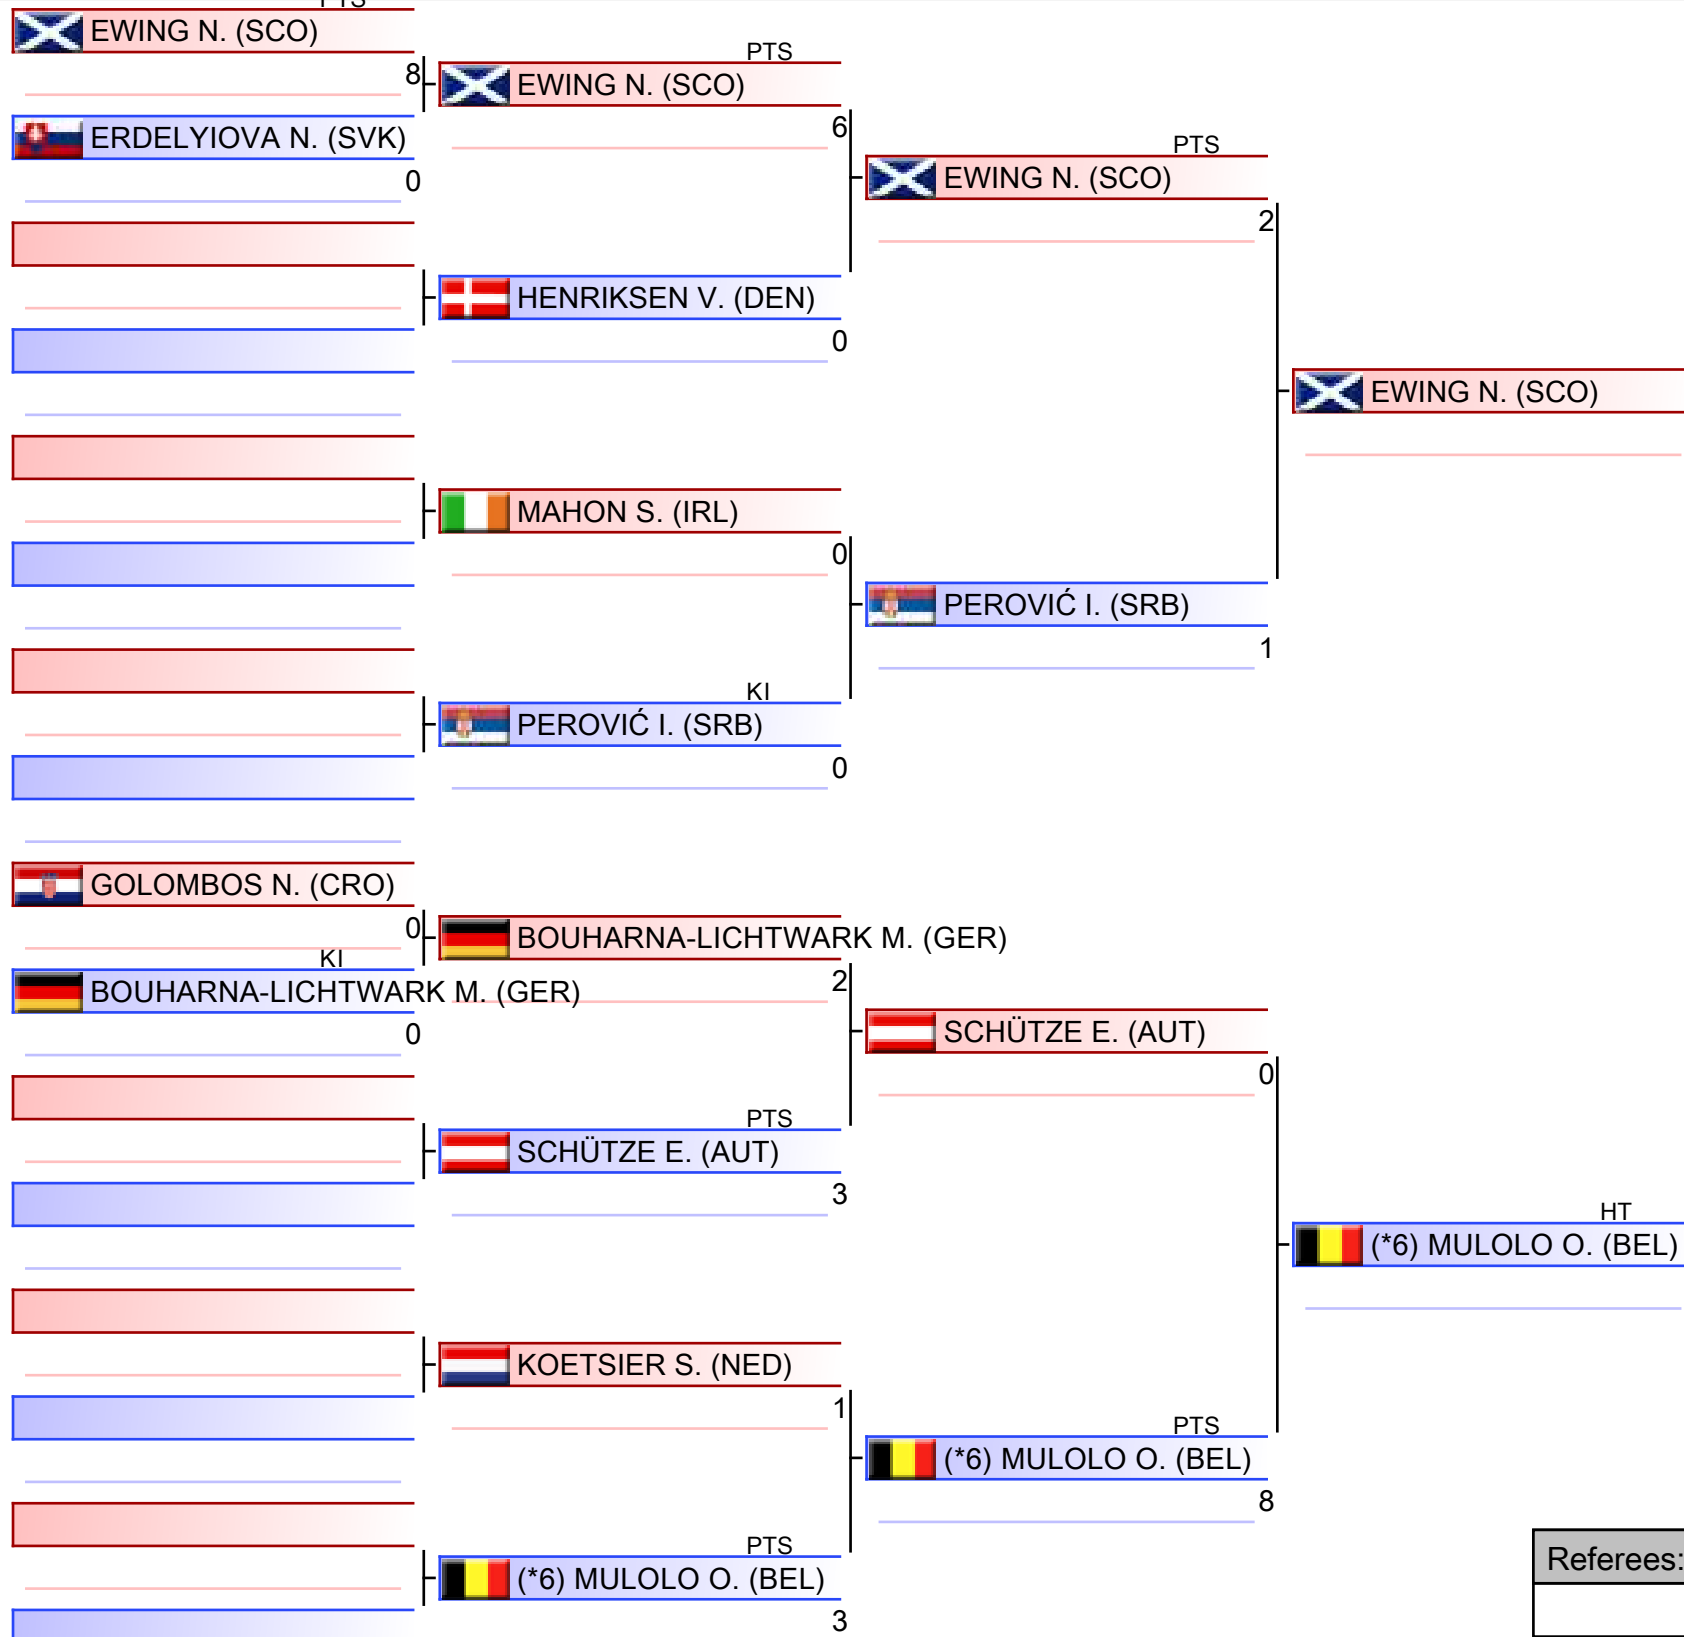 PTS
EWING N. (SCO)
8
ERDELYIOVA N. (SVK)
0
PTS
EWING N. (SCO)
6
HENRIKSEN V. (DEN)
0
MAHON S. (IRL)
0
KI
PEROVIĆ I. (SRB)
0
PTS
EWING N. (SCO)
2
PEROVIĆ I. (SRB)
1
EWING N. (SCO)
GOLOMBOS N. (CRO)
0
KI
BOUHARNA-LICHTWARK M. (GER)
0
BOUHARNA-LICHTWARK M. (GER)
2
PTS
SCHÜTZE E. (AUT)
3
KOETSIER S. (NED)
1
PTS
(*6) MULOLO O. (BEL)
3
SCHÜTZE E. (AUT)
0
PTS
(*6) MULOLO O. (BEL)
8
HT
(*6) MULOLO O. (BEL)
Referees: